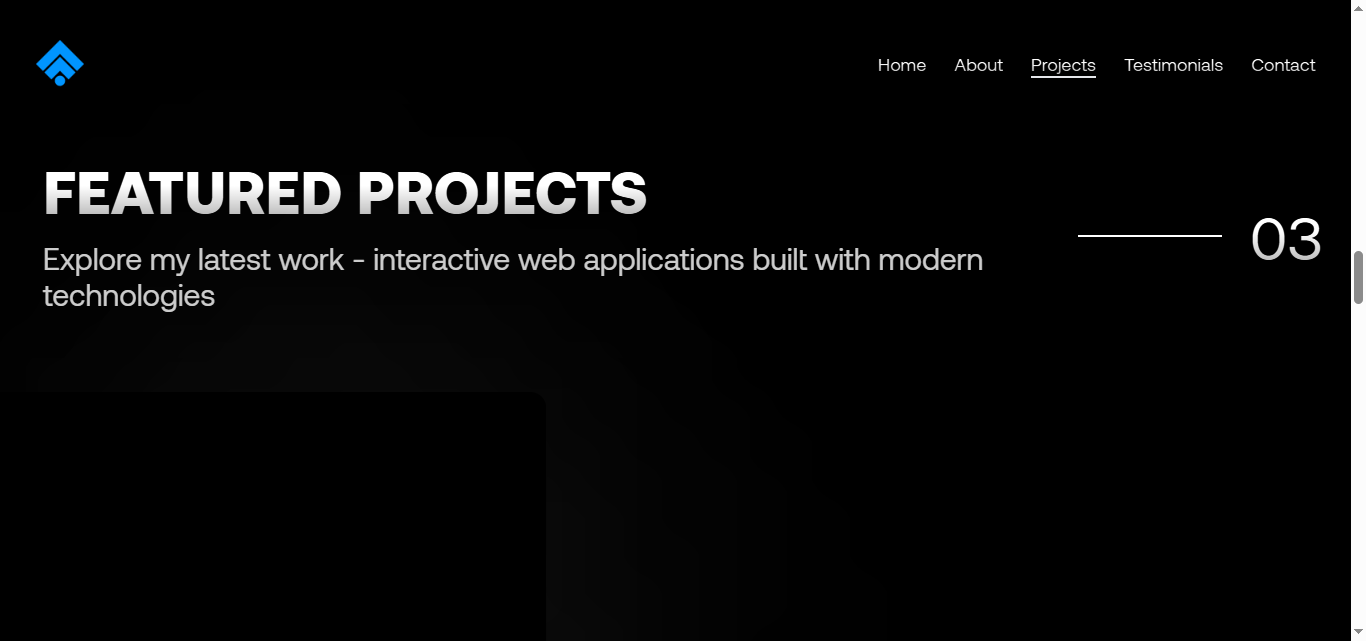 Home About Projects Testimonials Contact
FEATURED PROJECTS
Explore my latest work - interactive web applications built with modern
technologies
03